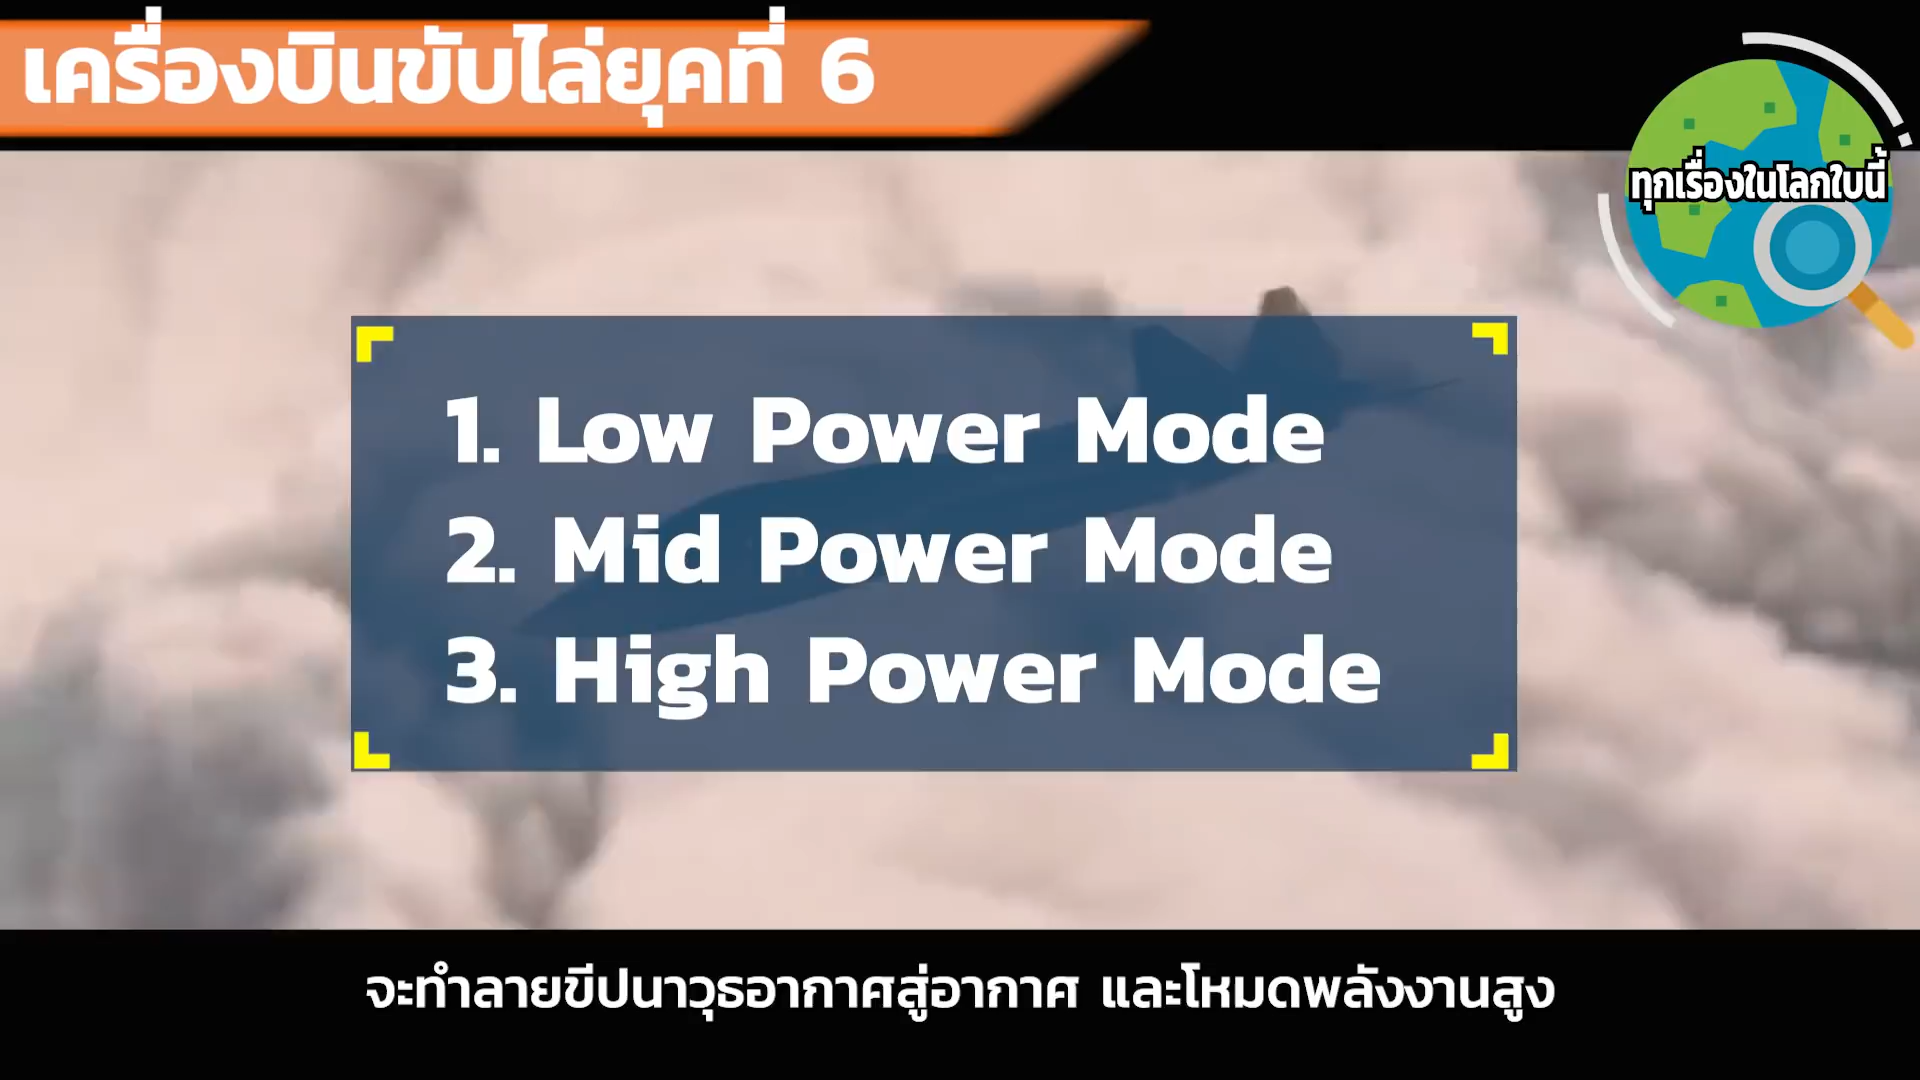 เครื่องบินขับไล่ยุคที่ 6
ทุกเรื่องในโลกใบนี้
1. Low Power Mode
2. Mid Power Mode
3. High Power Mode
จะทำลายขีปนาวุธอากาศสู่อากาศ และโหมดพลังงานสูง